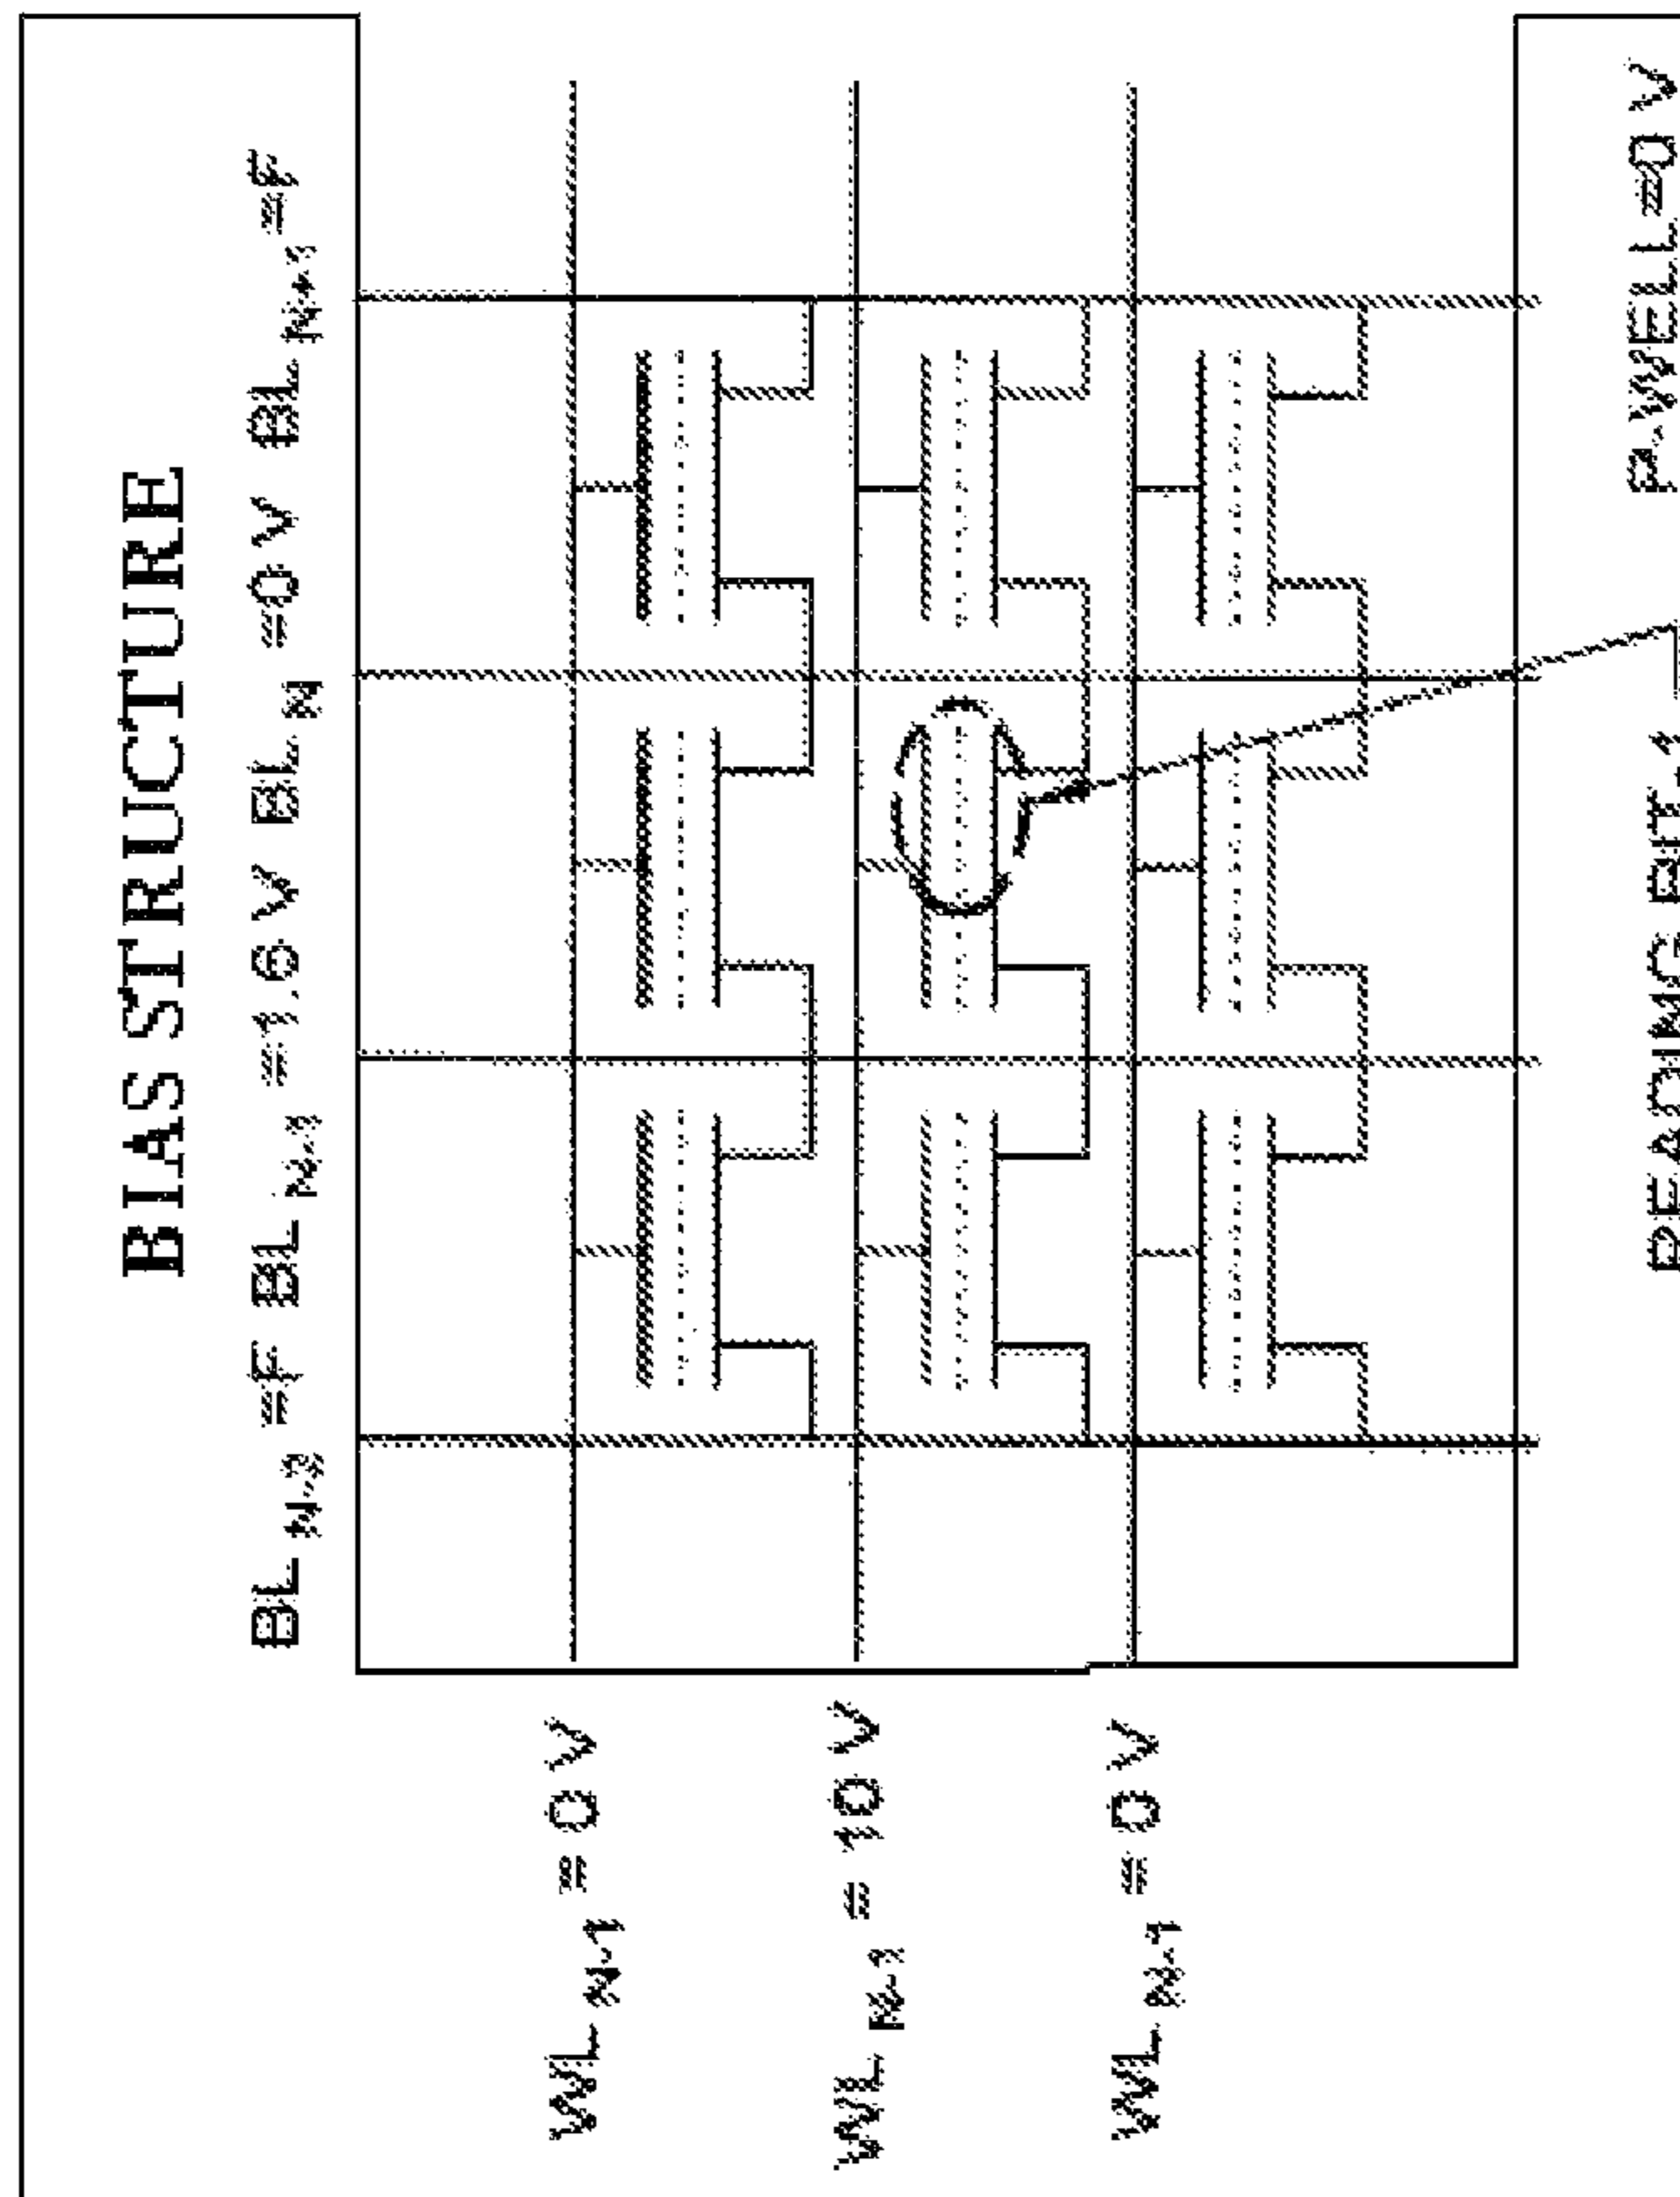 BIAS STRUCTURE
BL N-2 =F BL N-1 =1.6 V BL N =0 V BL N+1 =F
WL N-1 = 0 V
WL N-1 = 10 V
WL N-1 = 0 V
P-WELL=0 V
READING BIT-1